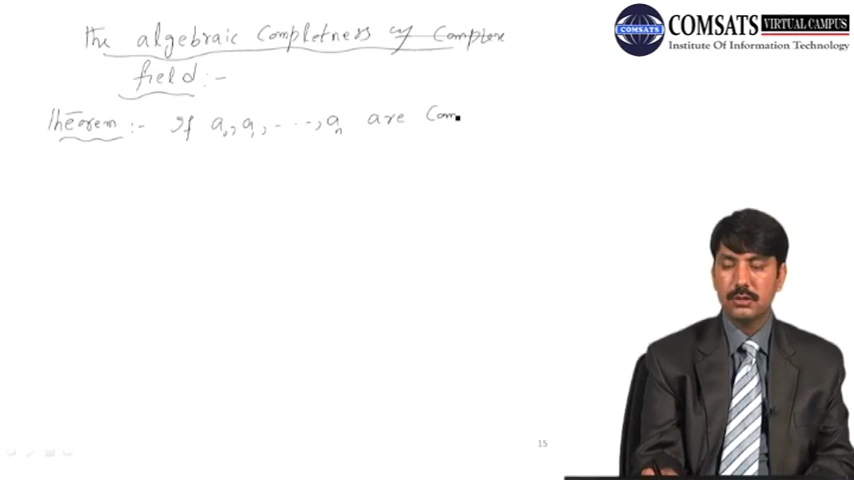 COMSATS VIRTUAL CAMPUS
Institute Of Information Technology
COMSATS
The algebraic Completness of Complex
field :-
Theorem :- If a₀, a₁, - - -, aₙ are Com
15